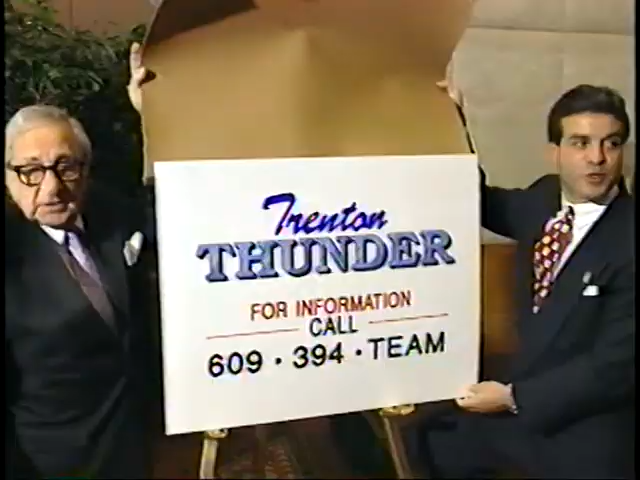 Trenton
THUNDER
FOR INFORMATION
CALL
609 · 394 · TEAM